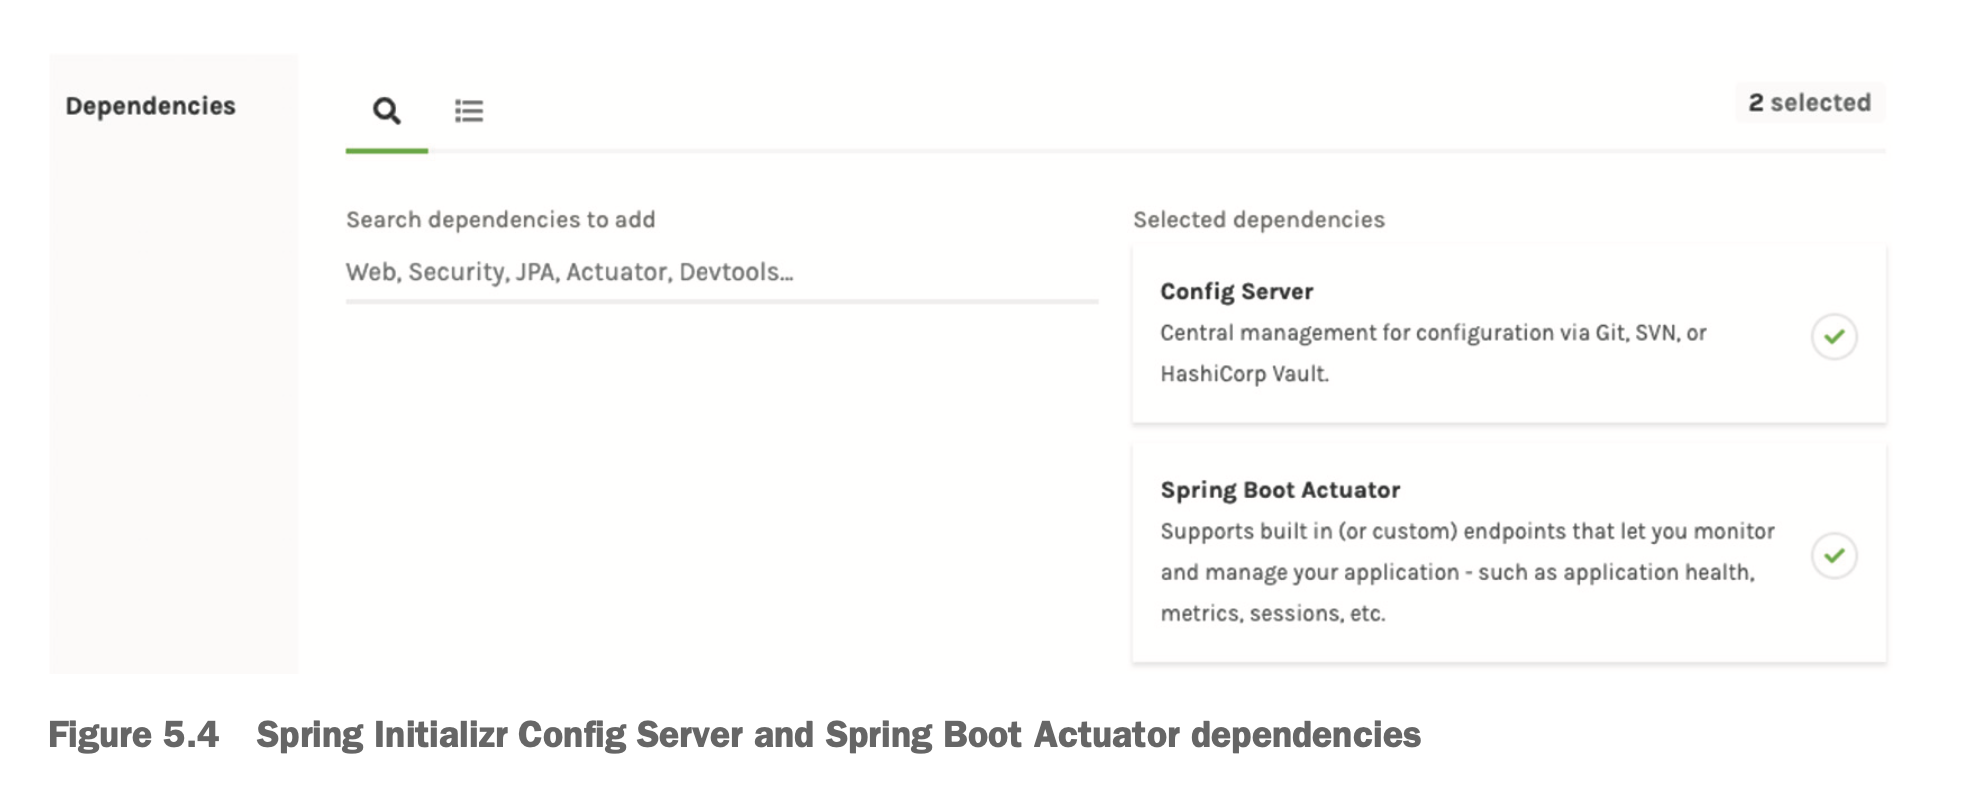 Dependencies
2 selected
Search dependencies to add
Web, Security, JPA, Actuator, Devtools...
Selected dependencies
Config Server
Central management for configuration via Git, SVN, or
HashiCorp Vault.
Spring Boot Actuator
Supports built in (or custom) endpoints that let you monitor
and manage your application - such as application health,
metrics, sessions, etc.
Figure 5.4 Spring Initializr Config Server and Spring Boot Actuator dependencies